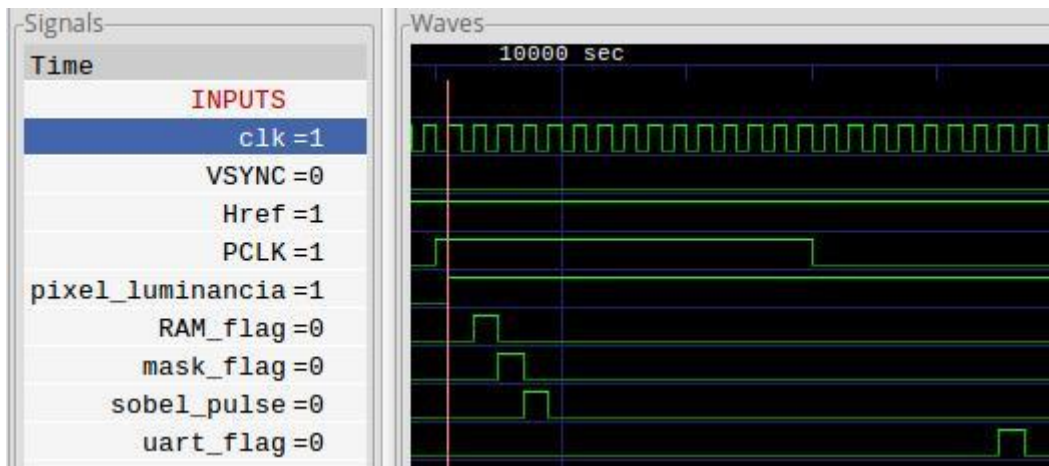 Signals
Waves
Time
10000 sec
INPUTS
clk=1
VSYNC=0
Href=1
PCLK=1
pixel_luminancia=1
RAM_flag=0
mask_flag=0
sobel_pulse=0
uart_flag=0